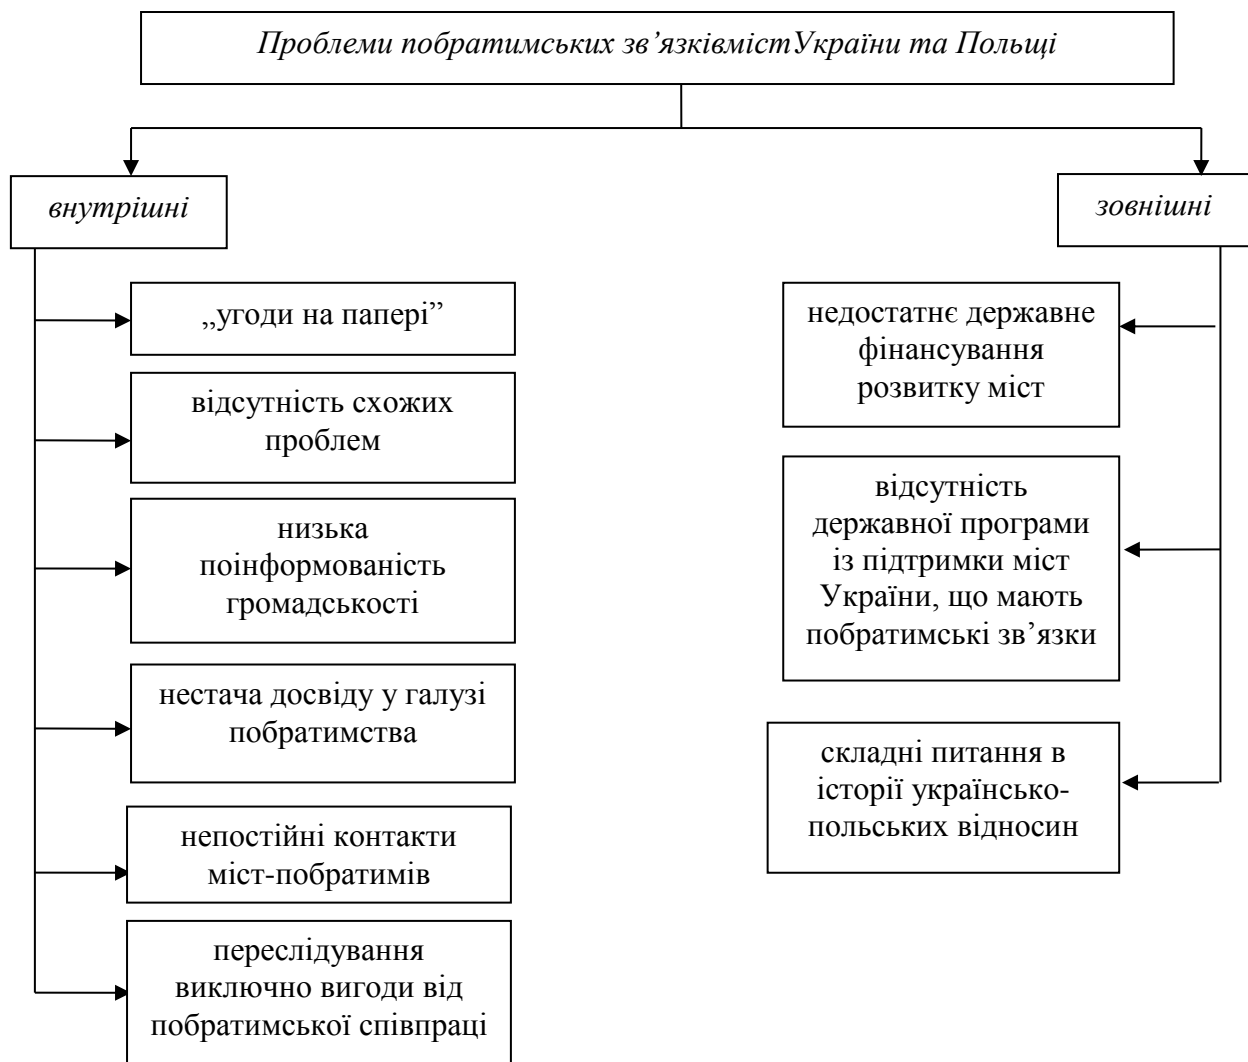 Проблеми побратимських зв’язківмістУкраїни та Польщі
внутрішні
зовнішні
„угоди на папері”
відсутність схожих
проблем
низька
поінформованість
громадськості
нестача досвіду у галузі
побратимства
непостійні контакти
міст-побратимів
переслідування
виключно вигоди від
побратимської співпраці
недостатнє державне
фінансування
розвитку міст
відсутність
державної програми
із підтримки міст
України, що мають
побратимські зв’язки
складні питання в
історії українсько-
польських відносин